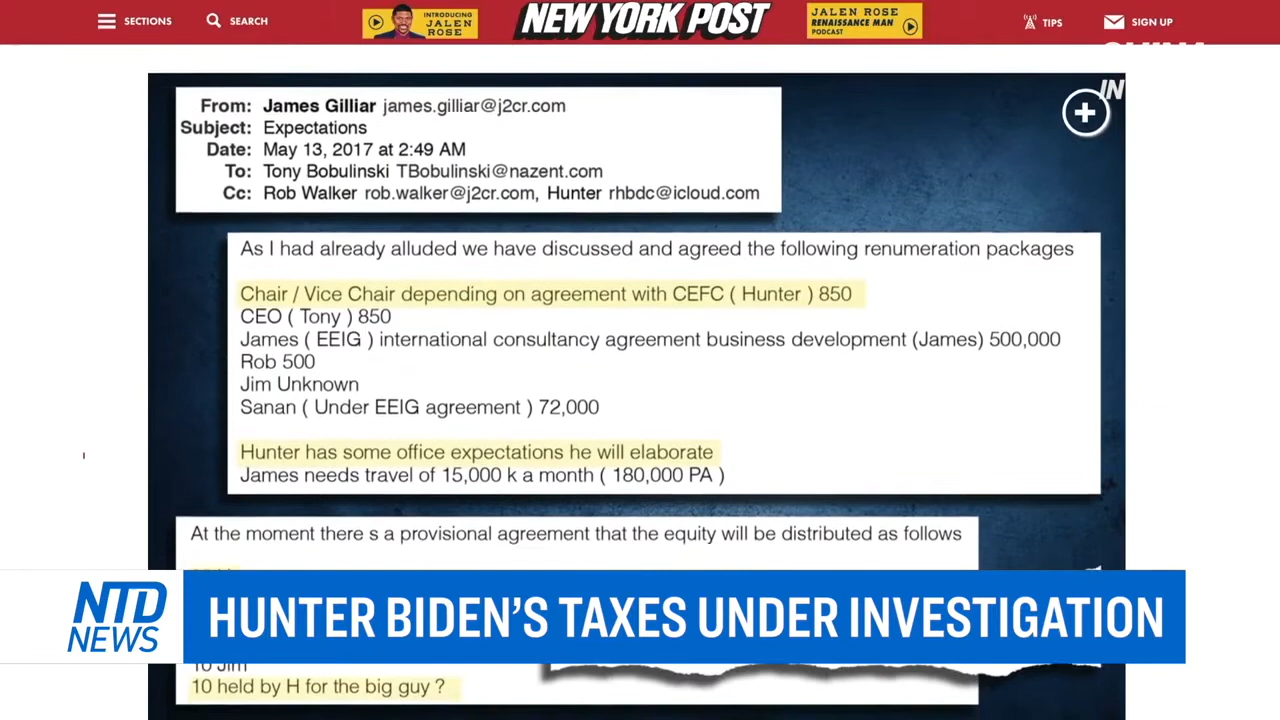 SECTIONS
SEARCH
INTRODUCING
JALEN
ROSE
NEW YORK POST
JALEN ROSE
RENAISSANCE MAN
PODCAST
TIPS
SIGN UP
IN
From: James Gilliar james.gilliar@j2cr.com
Subject: Expectations
Date: May 13, 2017 at 2:49 AM
To: Tony Bobulinski TBobulinski@nazent.com
Cc: Rob Walker rob.walker@j2cr.com, Hunter rhbdc@icloud.com
As I had already alluded we have discussed and agreed the following renumeration packages
Chair / Vice Chair depending on agreement with CEFC ( Hunter ) 850
CEO ( Tony ) 850
James ( EEIG ) international consultancy agreement business development (James) 500,000
Rob 500
Jim Unknown
Sanan ( Under EEIG agreement ) 72,000
Hunter has some office expectations he will elaborate
James needs travel of 15,000 k a month ( 180,000 PA )
At the moment there s a provisional agreement that the equity will be distributed as follows
NTD
NEWS
HUNTER BIDEN'S TAXES UNDER INVESTIGATION
10 Jim
10 held by H for the big guy ?